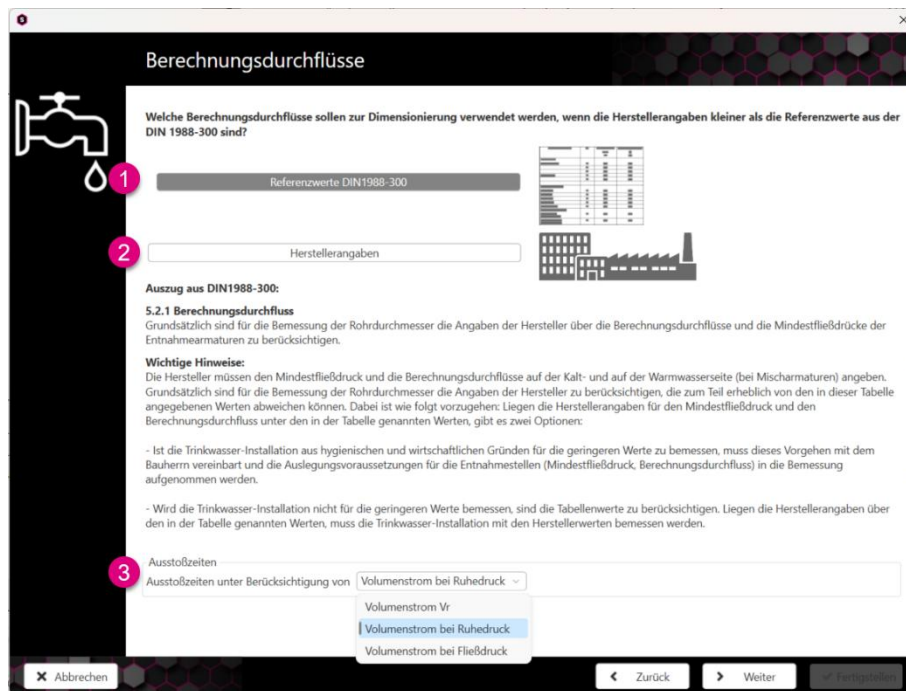 Berechnungsdurchflüsse
Welche Berechnungsdurchflüsse sollen zur Dimensionierung verwendet werden, wenn die Herstellerangaben kleiner als die Referenzwerte aus der
DIN 1988-300 sind?
1
Referenzwerte DIN1988-300
2
Herstellerangaben
Auszug aus DIN1988-300:
5.2.1 Berechnungsdurchfluss
Grundsätzlich sind für die Bemessung der Rohrdurchmesser die Angaben der Hersteller über die Berechnungsdurchflüsse und die Mindestfließdrücke der
Entnahmearmaturen zu berücksichtigen.
Wichtige Hinweise:
Die Hersteller müssen den Mindestfließdruck und die Berechnungsdurchflüsse auf der Kalt- und auf der Warmwasserseite (bei Mischarmaturen) angeben.
Grundsätzlich sind für die Bemessung der Rohrdurchmesser die Angaben der Hersteller zu berücksichtigen, die zum Teil erheblich von den in dieser Tabelle
angegebenen Werten abweichen können. Dabei ist wie folgt vorzugehen: Liegen die Herstellerangaben für den Mindestfließdruck und den
Berechnungsdurchfluss unter den in der Tabelle genannten Werten, gibt es zwei Optionen:
- Ist die Trinkwasser-Installation aus hygienischen und wirtschaftlichen Gründen für die geringeren Werte zu bemessen, muss dieses Vorgehen mit dem
Bauherrn vereinbart und die Auslegungsvoraussetzungen für die Entnahmestellen (Mindestfließdruck, Berechnungsdurchfluss) in die Bemessung
aufgenommen werden.
- Wird die Trinkwasser-Installation nicht für die geringeren Werte bemessen, sind die Tabellenwerte zu berücksichtigen. Liegen die Herstellerangaben über
den in der Tabelle genannten Werten, muss die Trinkwasser-Installation mit den Herstellerwerten bemessen werden.
Ausstoßzeiten
3
Ausstoßzeiten unter Berücksichtigung von Volumenstrom bei Ruhedruck
Volumenstrom Vr
Volumenstrom bei Ruhedruck
Volumenstrom bei Fließdruck
Abbrechen
Zurück
Weiter
Fertigstellen